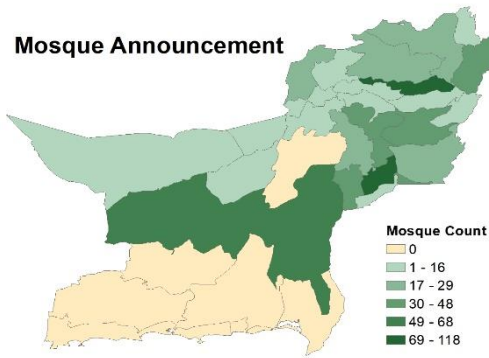 Mosque Announcement
Mosque Count
0
1 - 16
17 - 29
30 - 48
49 - 68
69 - 118